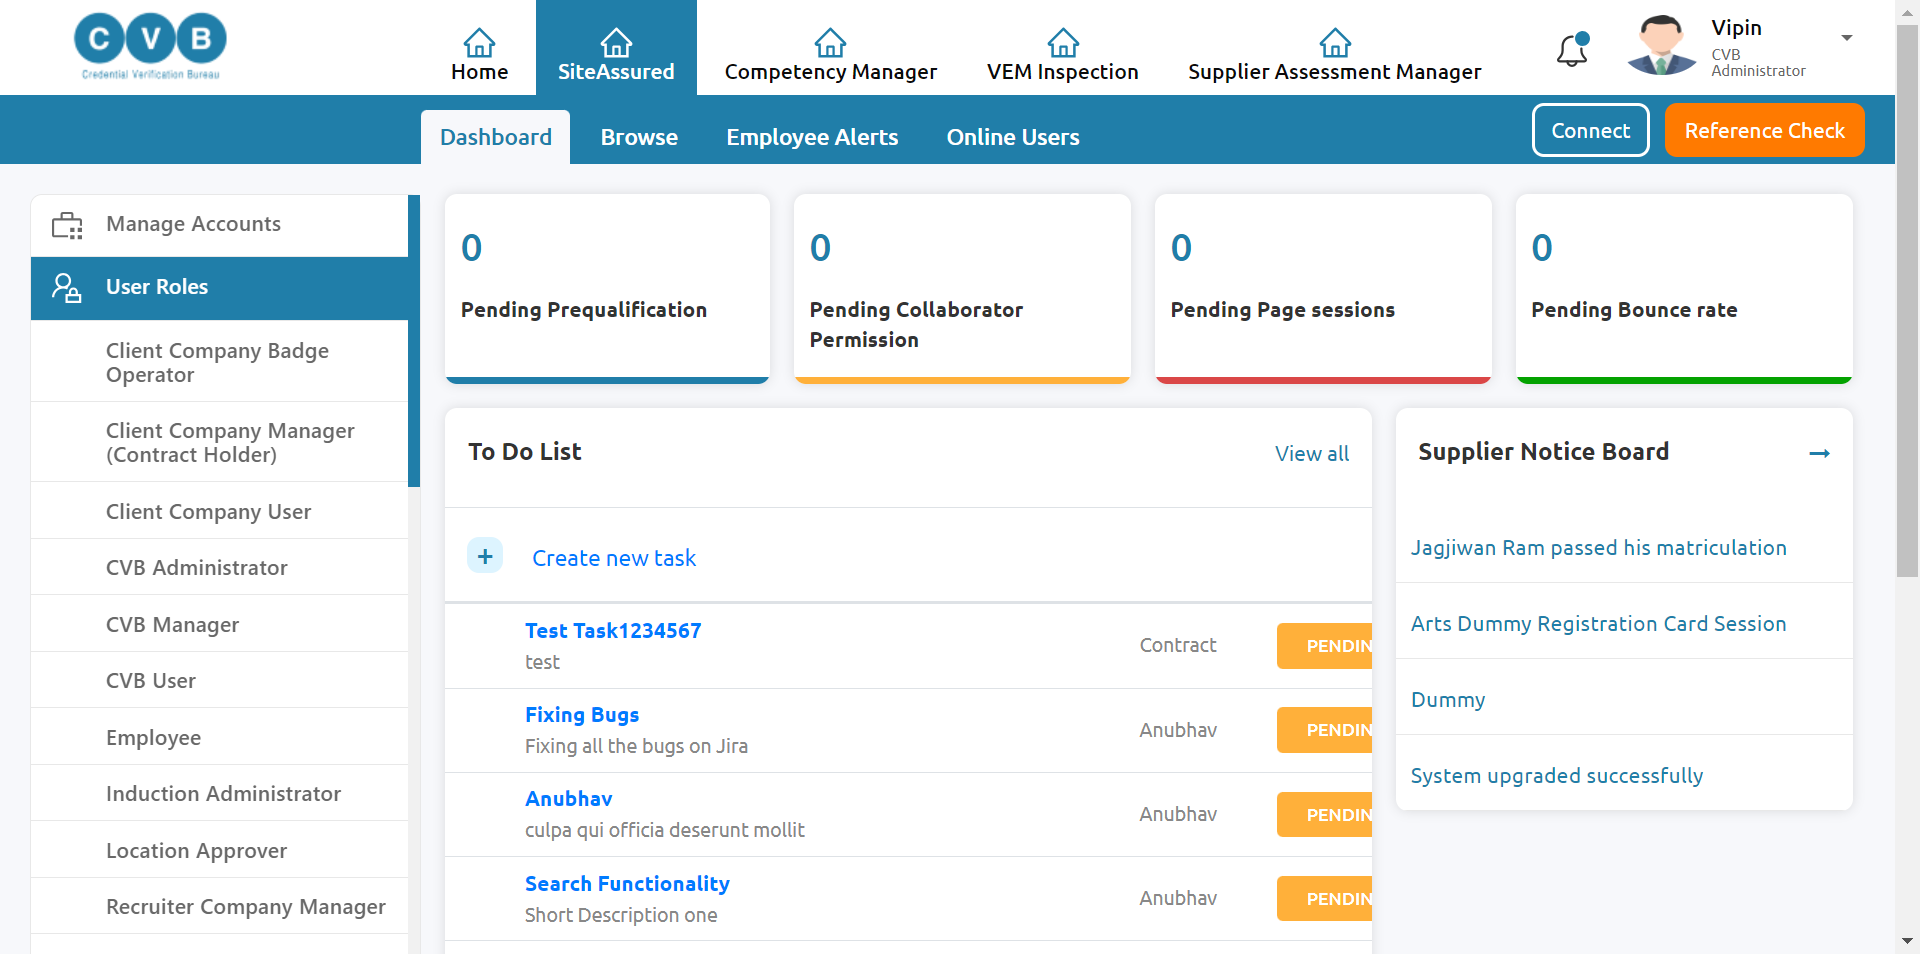 C V B
Credential Verification Bureau
Home
SiteAssured
Competency Manager
VEM Inspection
Supplier Assessment Manager
Vipin
CVB
Administrator
Dashboard
Browse
Employee Alerts
Online Users
Connect
Reference Check
Manage Accounts
User Roles
Client Company Badge
Operator
Client Company Manager
(Contract Holder)
Client Company User
CVB Administrator
CVB Manager
CVB User
Employee
Induction Administrator
Location Approver
Recruiter Company Manager
0
Pending Prequalification
0
Pending Collaborator
Permission
0
Pending Page sessions
0
Pending Bounce rate
To Do List
View all
+ Create new task
Test Task1234567
test
Contract
PENDIN
Fixing Bugs
Fixing all the bugs on Jira
Anubhav
PENDIN
Anubhav
culpa qui officia deserunt mollit
Anubhav
PENDIN
Search Functionality
Short Description one
Anubhav
PENDIN
Supplier Notice Board
Jagjiwan Ram passed his matriculation
Arts Dummy Registration Card Session
Dummy
System upgraded successfully